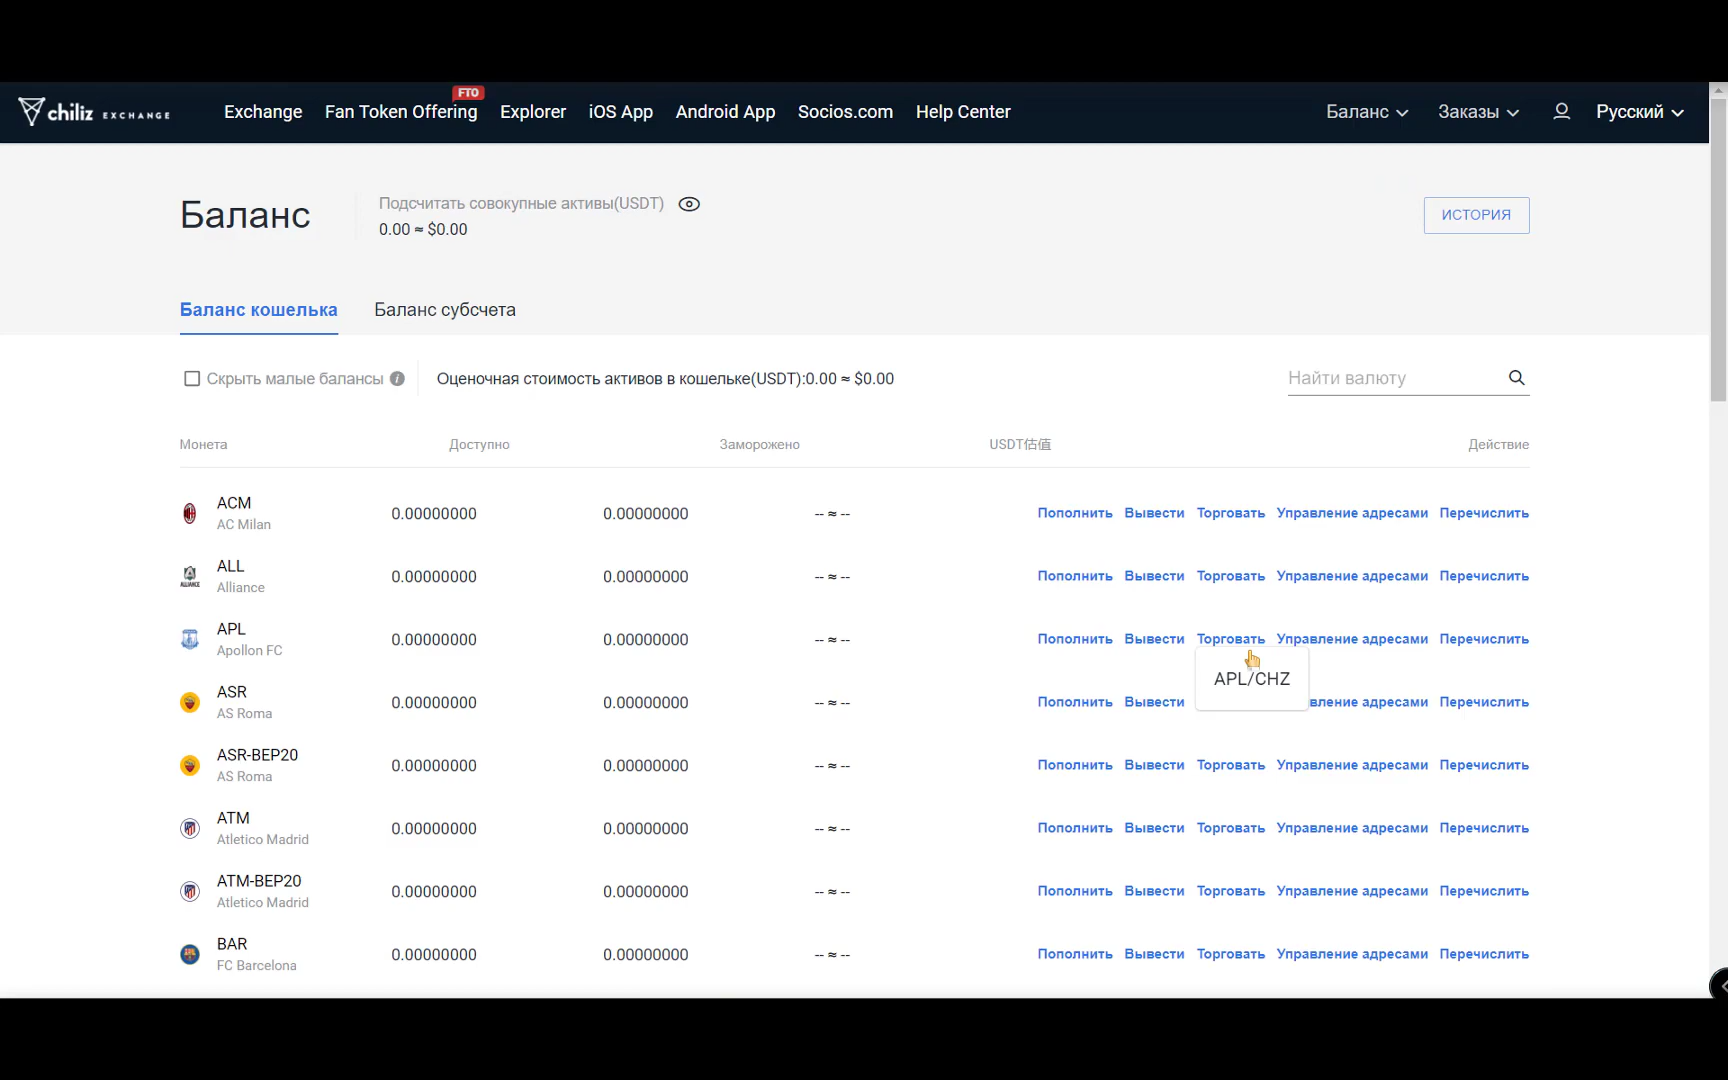 FTO
chiliz EXCHANGE Exchange Fan Token Offering Explorer iOS App Android App Socios.com Help Center Баланс Заказы Русский
Баланс
Подсчитать совокупные активы(USDT)
0.00 ≈ $0.00
ИСТОРИЯ
Баланс кошелька Баланс субсчета
Скрыть малые балансы Оценочная стоимость активов в кошельке(USDT):0.00 ≈ $0.00 Найти валюту
Монета Доступно Заморожено USDT估值 Действие
ACM
AC Milan
0.00000000 0.00000000 -- ≈ -- Пополнить Вывести Торговать Управление адресами Перечислить
ALL
Alliance
0.00000000 0.00000000 -- ≈ -- Пополнить Вывести Торговать Управление адресами Перечислить
APL
Apollon FC
0.00000000 0.00000000 -- ≈ -- Пополнить Вывести Торговать Управление адресами Перечислить
APL/CHZ
ASR
AS Roma
0.00000000 0.00000000 -- ≈ -- Пополнить Вывести вление адресами Перечислить
ASR-BEP20
AS Roma
0.00000000 0.00000000 -- ≈ -- Пополнить Вывести Торговать Управление адресами Перечислить
ATM
Atletico Madrid
0.00000000 0.00000000 -- ≈ -- Пополнить Вывести Торговать Управление адресами Перечислить
ATM-BEP20
Atletico Madrid
0.00000000 0.00000000 -- ≈ -- Пополнить Вывести Торговать Управление адресами Перечислить
BAR
FC Barcelona
0.00000000 0.00000000 -- ≈ -- Пополнить Вывести Торговать Управление адресами Перечислить